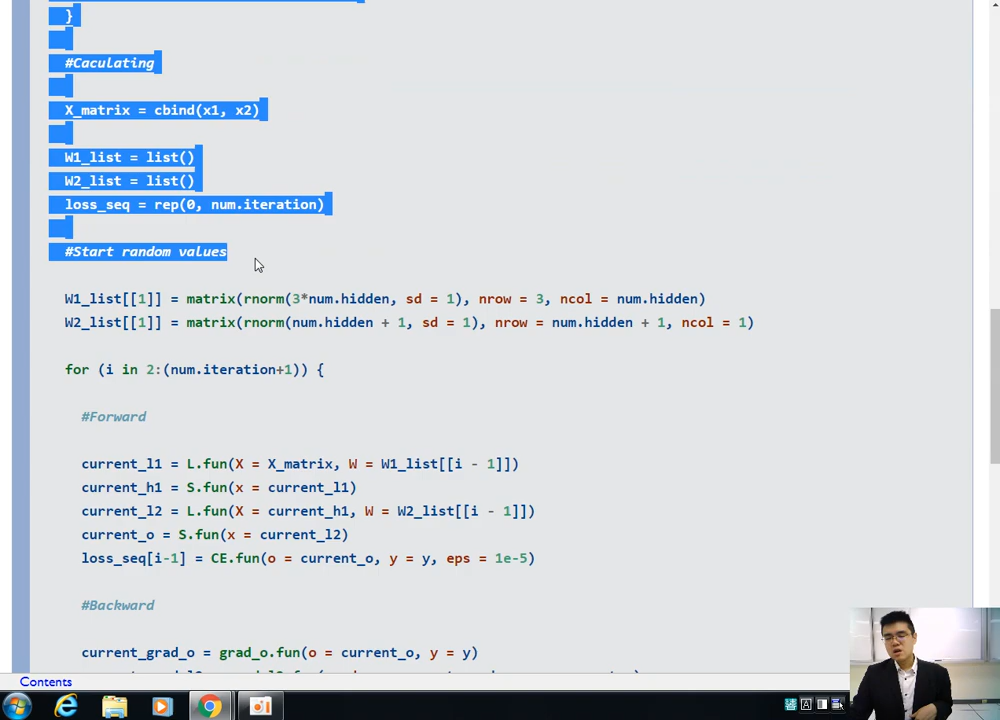 }
#Caculating
X_matrix = cbind(x1, x2)
W1_list = list()
W2_list = list()
loss_seq = rep(0, num.iteration)
#Start random values
W1_list[[1]] = matrix(rnorm(3*num.hidden, sd = 1), nrow = 3, ncol = num.hidden)
W2_list[[1]] = matrix(rnorm(num.hidden + 1, sd = 1), nrow = num.hidden + 1, ncol = 1)
for (i in 2:(num.iteration+1)) {
#Forward
current_l1 = L.fun(X = X_matrix, W = W1_list[[i - 1]])
current_h1 = S.fun(x = current_l1)
current_l2 = L.fun(X = current_h1, W = W2_list[[i - 1]])
current_o = S.fun(x = current_l2)
loss_seq[i-1] = CE.fun(o = current_o, y = y, eps = 1e-5)
#Backward
current_grad_o = grad_o.fun(o = current_o, y = y)
Contents